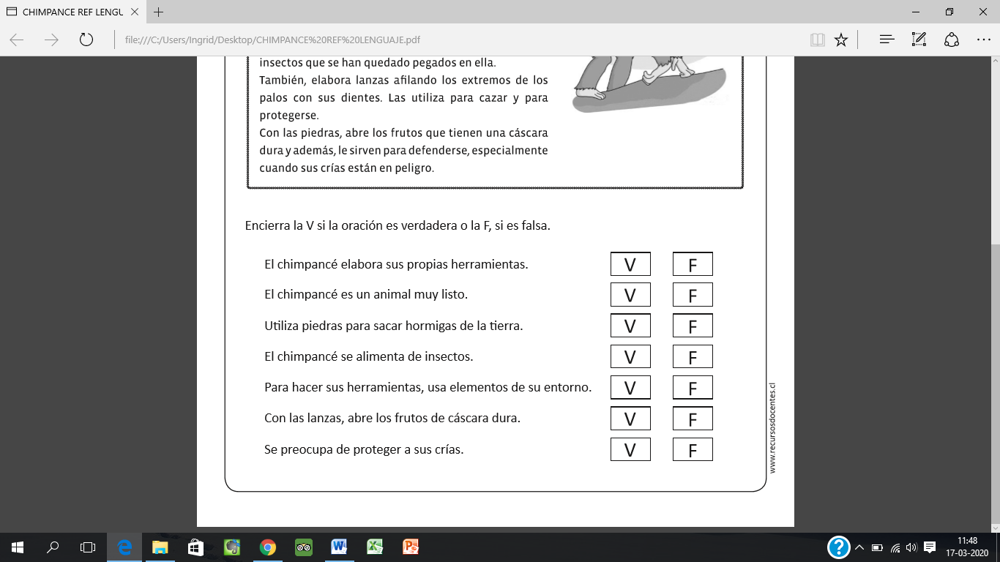 CHIMPANCE REF LENGU
file:///C:/Users/Ingrid/Desktop/CHIMPANCE%20REF%20LENGUAJE.pdf
insectos que se han quedado pegados en ella.
También, elabora lanzas afilando los extremos de los
palos con sus dientes. Las utiliza para cazar y para
protegerse.
Con las piedras, abre los frutos que tienen una cáscara
dura y además, le sirven para defenderse, especialmente
cuando sus crías están en peligro.
Encierra la V si la oración es verdadera o la F, si es falsa.
El chimpancé elabora sus propias herramientas. V F
El chimpancé es un animal muy listo. V F
Utiliza piedras para sacar hormigas de la tierra. V F
El chimpancé se alimenta de insectos. V F
Para hacer sus herramientas, usa elementos de su entorno. V F
Con las lanzas, abre los frutos de cáscara dura. V F
Se preocupa de proteger a sus crías. V F
www.recursosdocentes.cl
11:48
17-03-2020